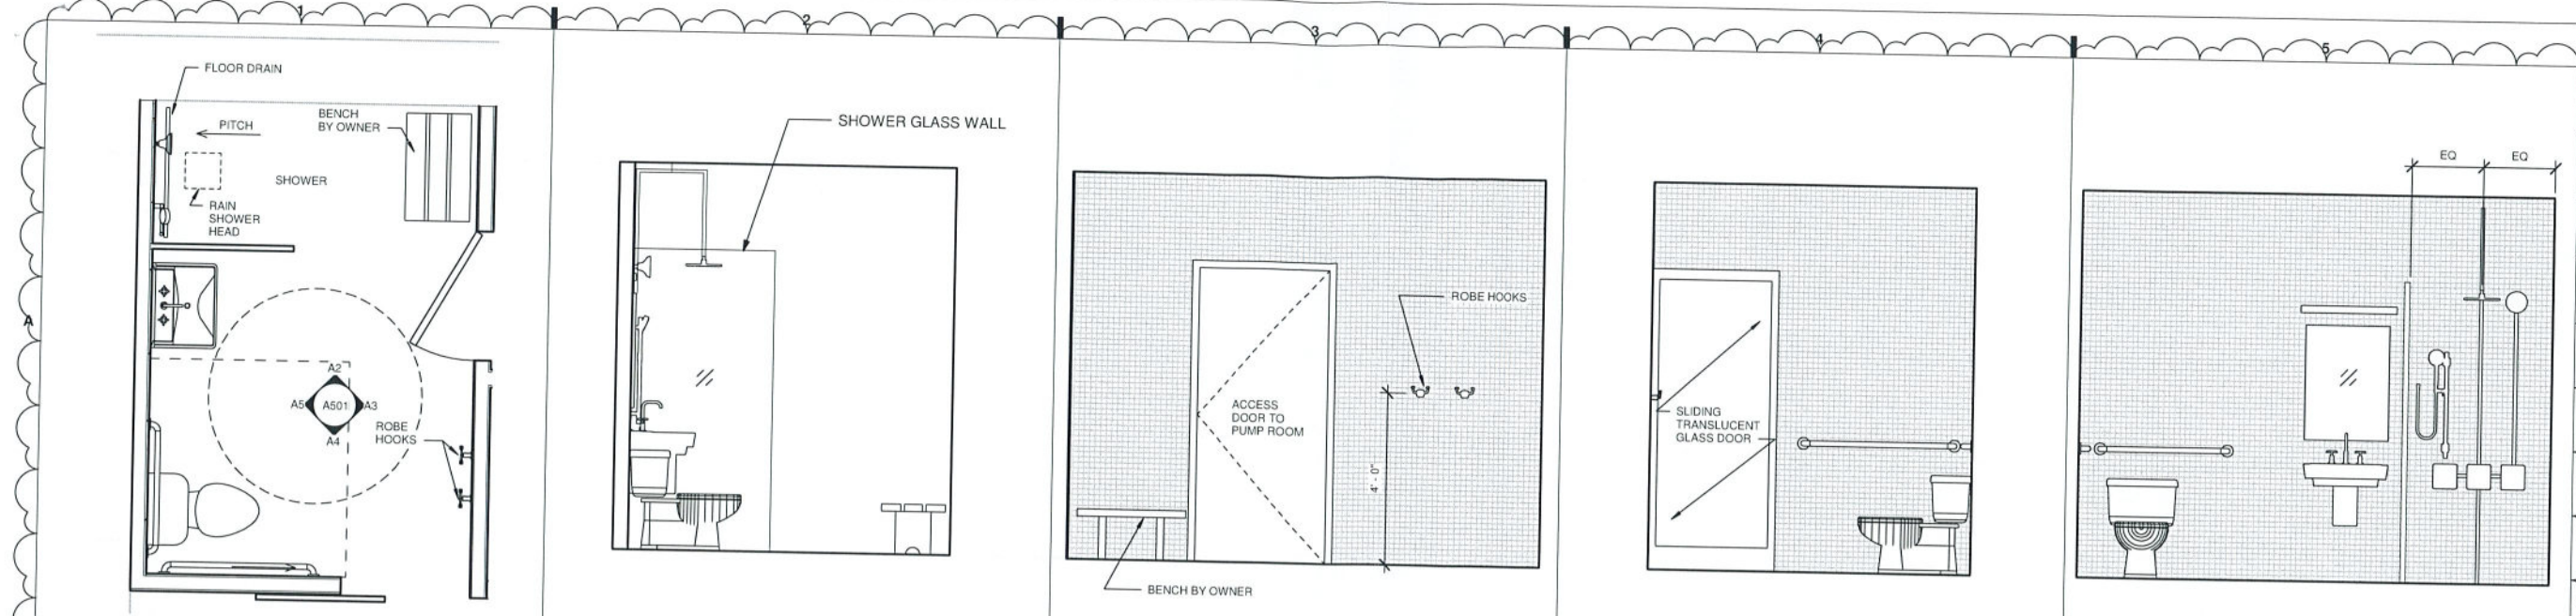 1
2
3
4
5
A
FLOOR DRAIN
PITCH
BENCH
BY OWNER
SHOWER
RAIN
SHOWER
HEAD
A2
A5
A501
A3
A4
ROBE
HOOKS
SHOWER GLASS WALL
ROBE HOOKS
ACCESS
DOOR TO
PUMP ROOM
4' - 0"
BENCH BY OWNER
SLIDING
TRANSLUCENT
GLASS DOOR
EQ
EQ